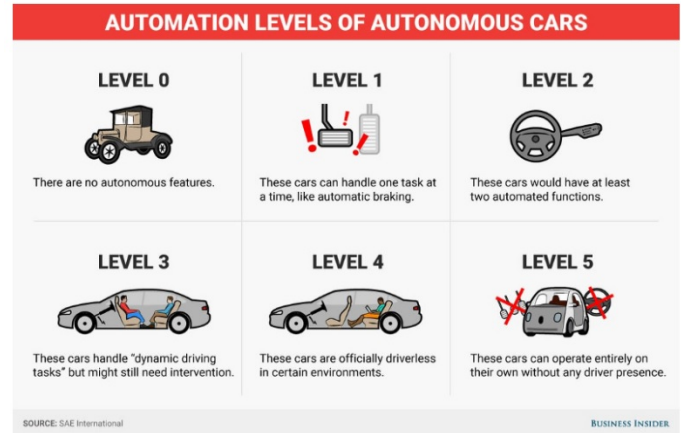 AUTOMATION LEVELS OF AUTONOMOUS CARS
LEVEL 0
There are no autonomous features.
LEVEL 1
These cars can handle one task at
a time, like automatic braking.
LEVEL 2
These cars would have at least
two automated functions.
LEVEL 3
These cars handle “dynamic driving
tasks” but might still need intervention.
LEVEL 4
These cars are officially driverless
in certain environments.
LEVEL 5
These cars can operate entirely on
their own without any driver presence.
SOURCE: SAE International
BUSINESS INSIDER